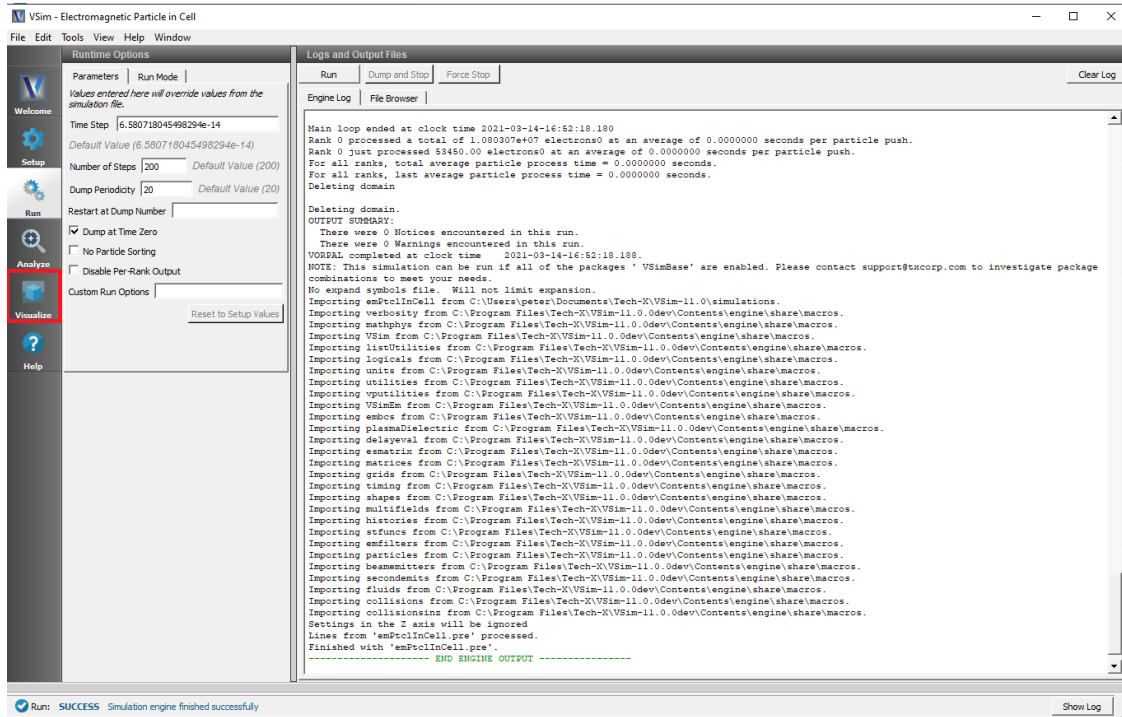 VSim - Electromagnetic Particle in Cell
File Edit Tools View Help Window
Welcome
Setup
Run
Analyze
Visualize
Help
Runtime Options
Parameters Run Mode
Values entered here will override values from the
simulation file.
Time Step 6.580718045498294e-14
Default Value (6.580718045498294e-14)
Number of Steps 200 Default Value (200)
Dump Periodicity 20 Default Value (20)
Restart at Dump Number
Dump at Time Zero
No Particle Sorting
Disable Per-Rank Output
Custom Run Options
Reset to Setup Values
Logs and Output Files
Run Dump and Stop Force Stop Clear Log
Engine Log File Browser
Main loop ended at clock time 2021-03-14-16:52:18.180
Rank 0 processed a total of 1.080307e+07 electrons0 at an average of 0.0000000 seconds per particle push.
Rank 0 just processed 53450.00 electrons0 at an average of 0.0000000 seconds per particle push.
For all ranks, total average particle process time = 0.0000000 seconds.
For all ranks, last average particle process time = 0.0000000 seconds.
Deleting domain
Deleting domain.
OUTPUT SUMMARY:
There were 0 Notices encountered in this run.
There were 0 Warnings encountered in this run.
VORPAL completed at clock time 2021-03-14-16:52:18.188.
NOTE: This simulation can be run if all of the packages ' VSimBase' are enabled. Please contact support@txcorp.com to investigate package
combinations to meet your needs.
No expand symbols file. Will not limit expansion.
Importing emPtclInCell from C:\Users\peter\Documents\Tech-X\VSim-11.0\simulations.
Importing verbosity from C:\Program Files\Tech-X\VSim-11.0.0dev\Contents\engine\share\macros.
Importing mathphys from C:\Program Files\Tech-X\VSim-11.0.0dev\Contents\engine\share\macros.
Importing VSim from C:\Program Files\Tech-X\VSim-11.0.0dev\Contents\engine\share\macros.
Importing listUtilities from C:\Program Files\Tech-X\VSim-11.0.0dev\Contents\engine\share\macros.
Importing logicals from C:\Program Files\Tech-X\VSim-11.0.0dev\Contents\engine\share\macros.
Importing units from C:\Program Files\Tech-X\VSim-11.0.0dev\Contents\engine\share\macros.
Importing utilities from C:\Program Files\Tech-X\VSim-11.0.0dev\Contents\engine\share\macros.
Importing vputilities from C:\Program Files\Tech-X\VSim-11.0.0dev\Contents\engine\share\macros.
Importing VSimEm from C:\Program Files\Tech-X\VSim-11.0.0dev\Contents\engine\share\macros.
Importing embcs from C:\Program Files\Tech-X\VSim-11.0.0dev\Contents\engine\share\macros.
Importing plasmaDielectric from C:\Program Files\Tech-X\VSim-11.0.0dev\Contents\engine\share\macros.
Importing delayeval from C:\Program Files\Tech-X\VSim-11.0.0dev\Contents\engine\share\macros.
Importing esmatrix from C:\Program Files\Tech-X\VSim-11.0.0dev\Contents\engine\share\macros.
Importing matrices from C:\Program Files\Tech-X\VSim-11.0.0dev\Contents\engine\share\macros.
Importing grids from C:\Program Files\Tech-X\VSim-11.0.0dev\Contents\engine\share\macros.
Importing timing from C:\Program Files\Tech-X\VSim-11.0.0dev\Contents\engine\share\macros.
Importing shapes from C:\Program Files\Tech-X\VSim-11.0.0dev\Contents\engine\share\macros.
Importing multifields from C:\Program Files\Tech-X\VSim-11.0.0dev\Contents\engine\share\macros.
Importing histories from C:\Program Files\Tech-X\VSim-11.0.0dev\Contents\engine\share\macros.
Importing stfuncs from C:\Program Files\Tech-X\VSim-11.0.0dev\Contents\engine\share\macros.
Importing emfilters from C:\Program Files\Tech-X\VSim-11.0.0dev\Contents\engine\share\macros.
Importing particles from C:\Program Files\Tech-X\VSim-11.0.0dev\Contents\engine\share\macros.
Importing beamemitters from C:\Program Files\Tech-X\VSim-11.0.0dev\Contents\engine\share\macros.
Importing secondemits from C:\Program Files\Tech-X\VSim-11.0.0dev\Contents\engine\share\macros.
Importing fluids from C:\Program Files\Tech-X\VSim-11.0.0dev\Contents\engine\share\macros.
Importing collisions from C:\Program Files\Tech-X\VSim-11.0.0dev\Contents\engine\share\macros.
Importing collisionsinx from C:\Program Files\Tech-X\VSim-11.0.0dev\Contents\engine\share\macros.
Settings in the Z axis will be ignored
Lines from 'emPtclInCell.pre' processed.
Finished with 'emPtclInCell.pre'.
--------------------- END ENGINE OUTPUT ----------------
Run: SUCCESS Simulation engine finished successfully
Show Log